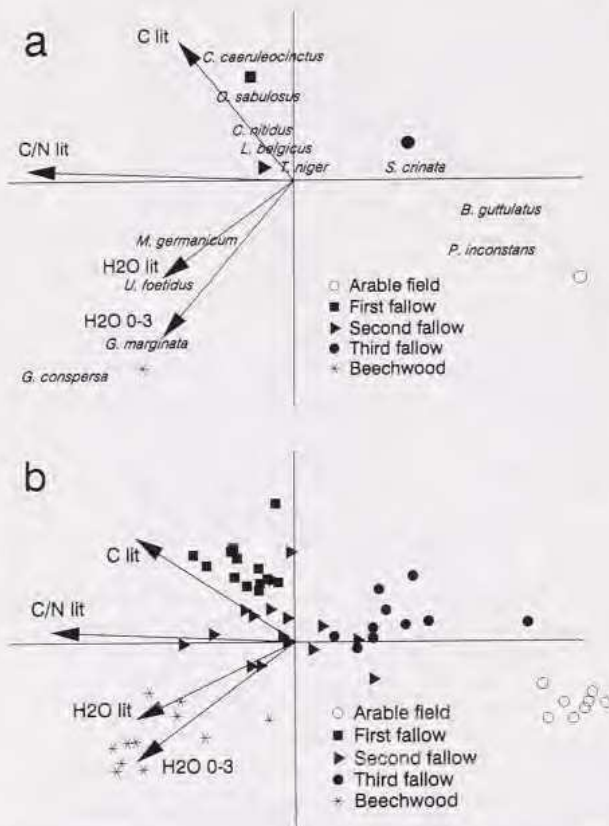 a
C lit
C. caeruleocinctus
O. sabulosus
C. nitidus
L. belgicus
C/N lit
T. niger
S. crinata
B. guttulatus
M. germanicum
P. inconstans
H2O lit
U. foetidus
Arable field
First fallow
H2O 0-3
Second fallow
G. marginata
Third fallow
G. conspersa
Beechwood
b
C lit
C/N lit
H2O lit
Arable field
First fallow
Second fallow
H2O 0-3
Third fallow
Beechwood